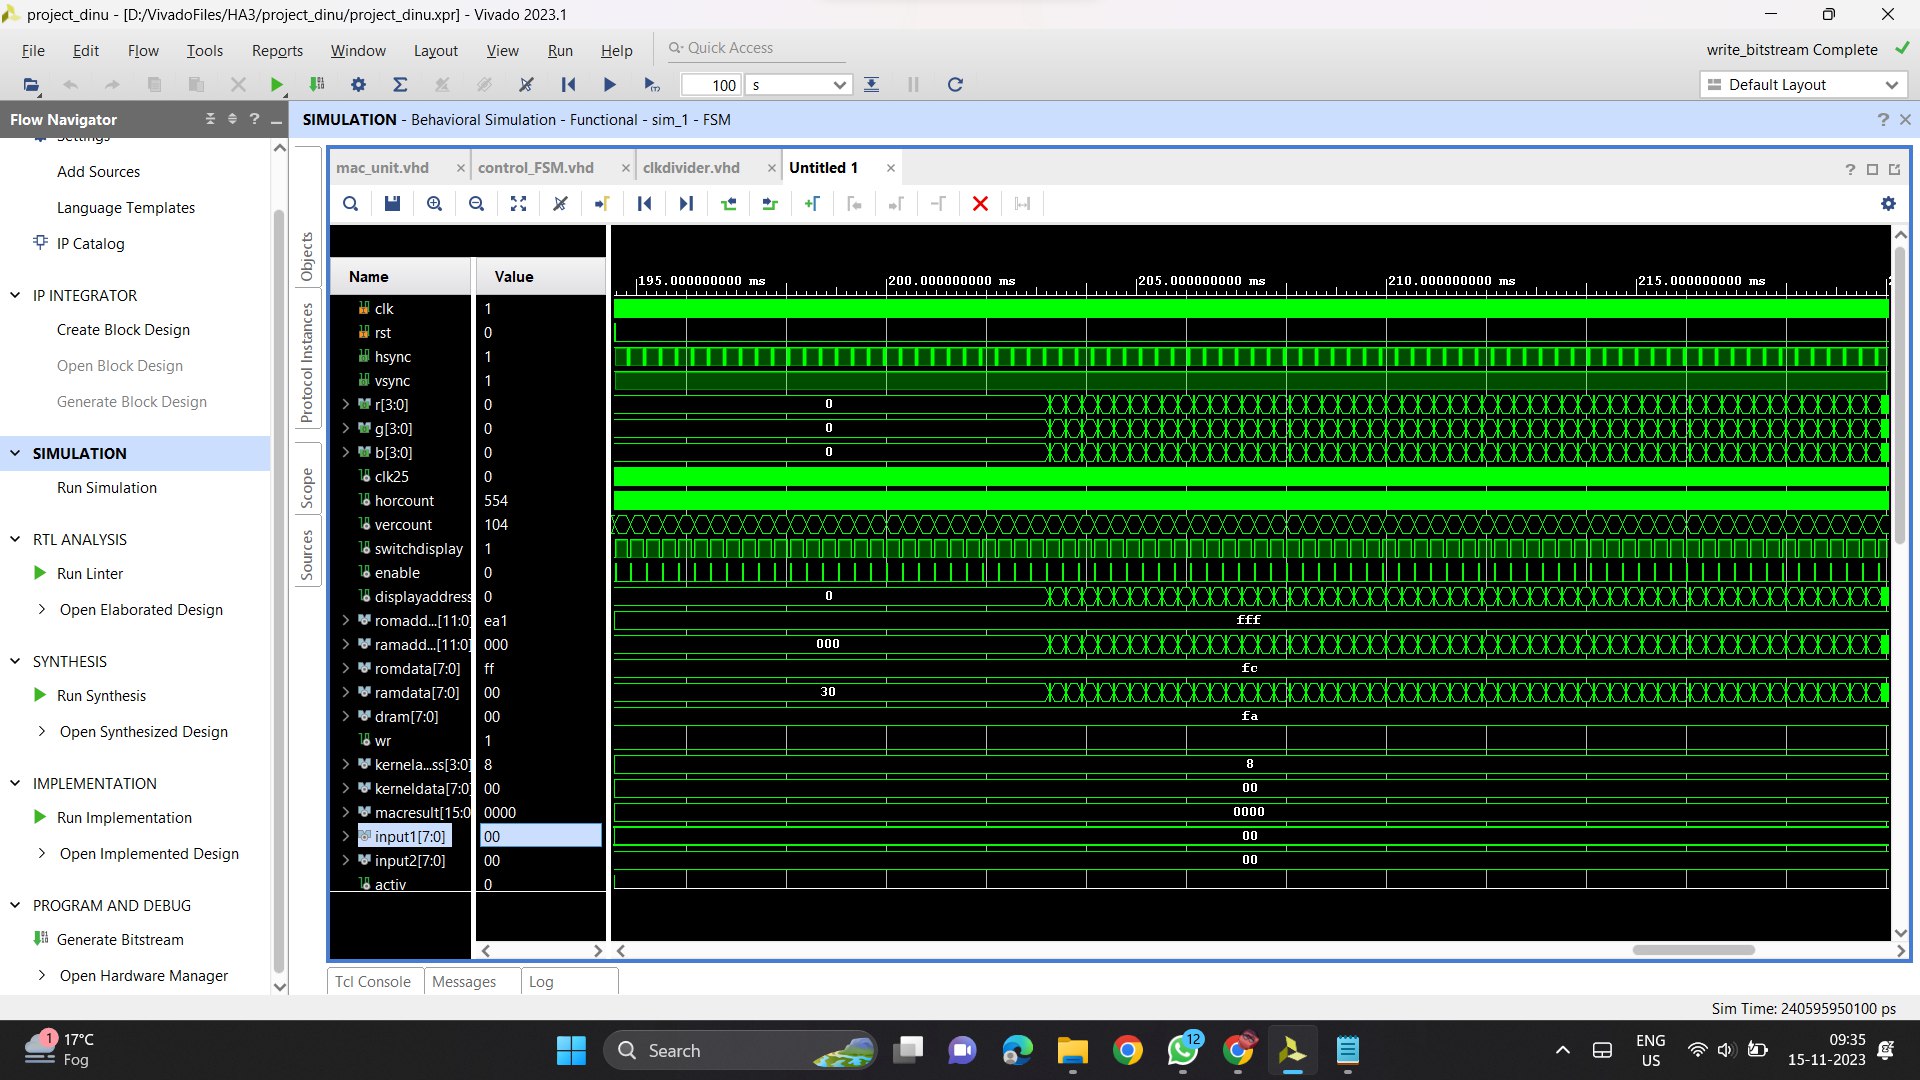 project_dinu - [D:/VivadoFiles/HA3/project_dinu/project_dinu.xpr] - Vivado 2023.1
File Edit Flow Tools Reports Window Layout View Run Help Quick Access
write_bitstream Complete
100 s
Default Layout
Flow Navigator
SIMULATION - Behavioral Simulation - Functional - sim_1 - FSM
Settings
Add Sources
Language Templates
IP Catalog
IP INTEGRATOR
Create Block Design
Open Block Design
Generate Block Design
SIMULATION
Run Simulation
RTL ANALYSIS
Run Linter
Open Elaborated Design
SYNTHESIS
Run Synthesis
Open Synthesized Design
IMPLEMENTATION
Run Implementation
Open Implemented Design
PROGRAM AND DEBUG
Generate Bitstream
Open Hardware Manager
Objects
Protocol Instances
Scope
Sources
mac_unit.vhd control_FSM.vhd clkdivider.vhd Untitled 1
Name Value
195.000000000 ms 200.000000000 ms 205.000000000 ms 210.000000000 ms 215.000000000 ms
clk 1
rst 0
hsync 1
vsync 1
r[3:0] 0 0
g[3:0] 0 0
b[3:0] 0 0
clk25 0
horcount 554
vercount 104
switchdisplay 1
enable 0
displayaddress 0 0
romadd...[11:0] ea1 fff
ramadd...[11:0] 000 000
romdata[7:0] ff fc
ramdata[7:0] 00 30
dram[7:0] 00 fa
wr 1
kernela...ss[3:0] 8 8
kerneldata[7:0] 00 00
macresult[15:0 0000 0000
input1[7:0] 00 00
input2[7:0] 00 00
activ 0
Tcl Console Messages Log
Sim Time: 240595950100 ps
1
17°C
Fog
Search
12
ENG
US
09:35
15-11-2023